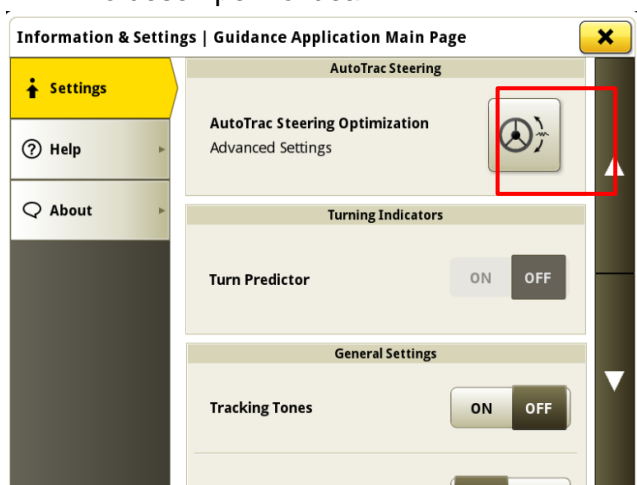 Information & Settings | Guidance Application Main Page
Settings
Help
About
AutoTrac Steering
AutoTrac Steering Optimization
Advanced Settings
Turning Indicators
Turn Predictor
ON OFF
General Settings
Tracking Tones
ON OFF